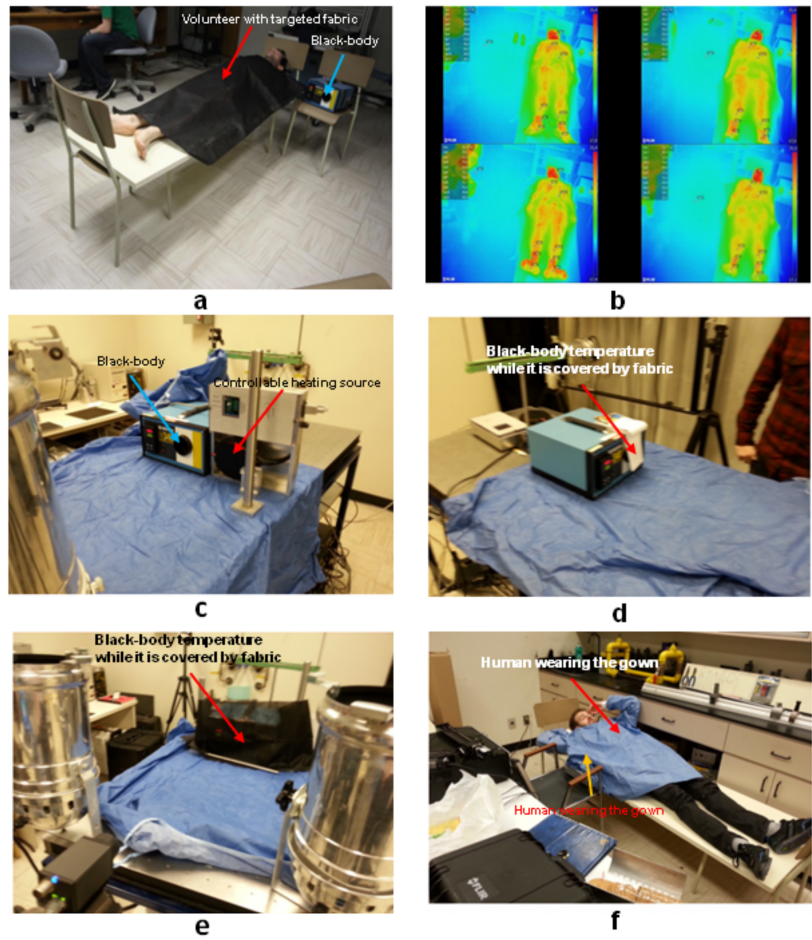 Volunteer with targeted fabric
Black-body
a
b
Black-body
Controllable heating source
c
Black-body temperature
while it is covered by fabric
d
Black-body temperature
while it is covered by fabric
e
Human wearing the gown
Human wearing the gown
FLIR
f